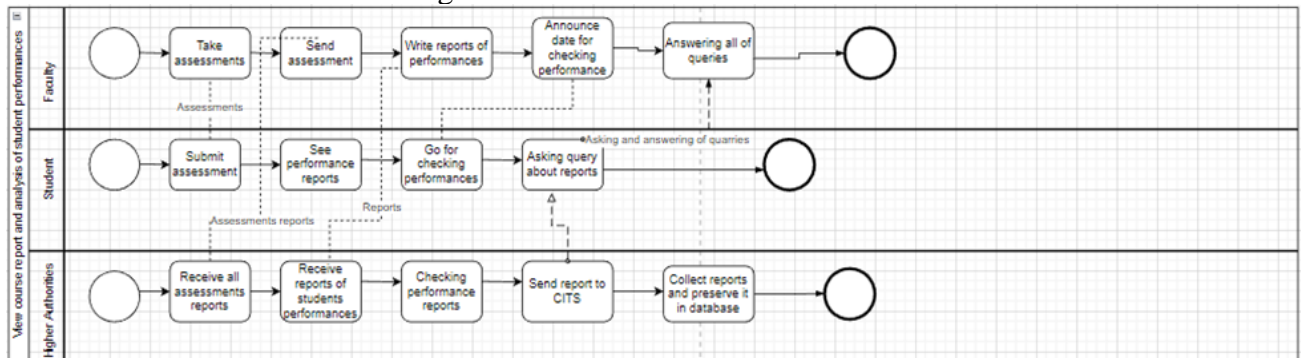 View course report and analysis of student performances
Faculty
Take
assessments
Send
assessment
Write reports of
performances
Announce
date for
checking
performance
Answering all of
queries
Assessments
Asking and answering of quarries
Student
Submit
assessment
See
performance
reports
Go for
checking
performances
Asking query
about reports
Reports
Assessments reports
Higher Authorities
Receive all
assessments
reports
Receive
reports of
students
performances
Checking
performance
reports
Send report to
CITS
Collect reports
and preserve it
in database